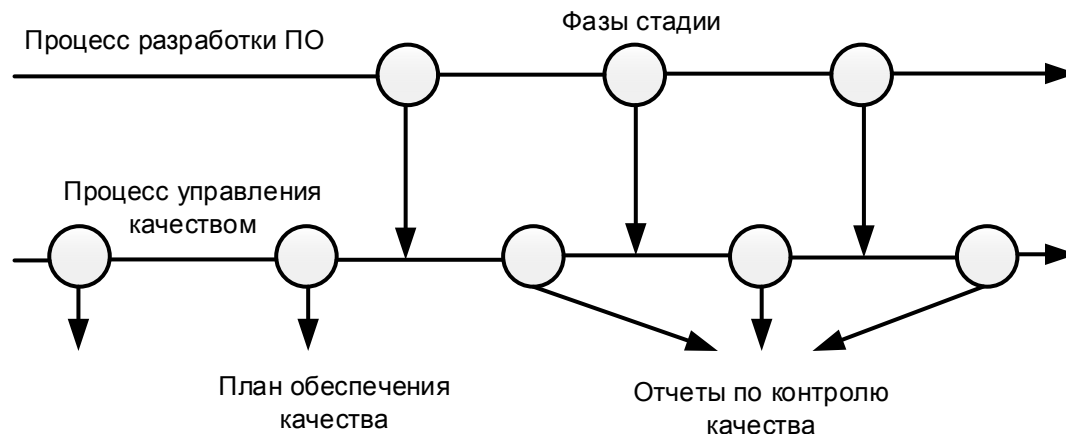 Фазы стадии
Процесс разработки ПО
Процесс управления
качеством
План обеспечения
качества
Отчеты по контролю
качества